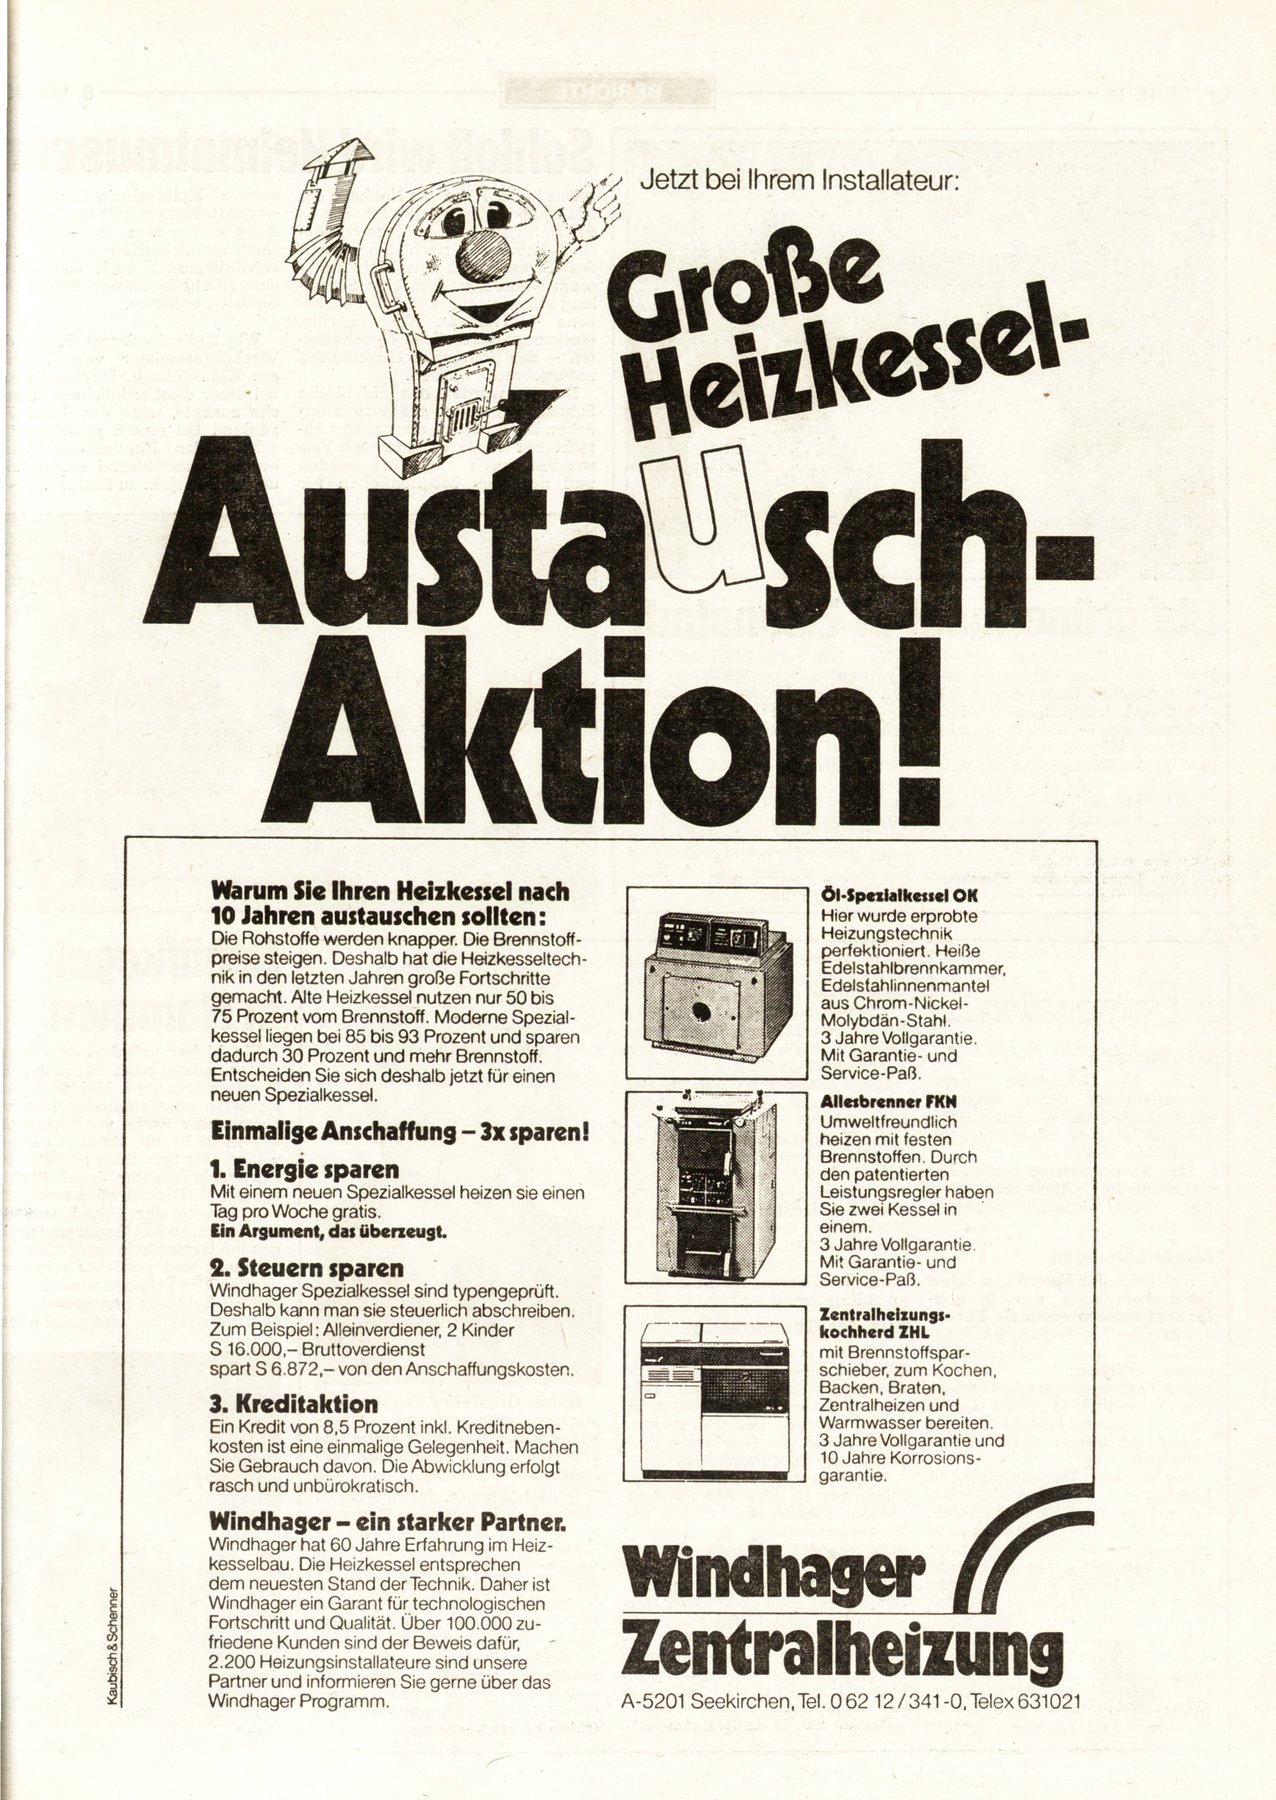 Jetzt bei Ihrem Installateur:
Große
Heizkessel-
Austausch-
Aktion!
Warum Sie Ihren Heizkessel nach
10 Jahren austauschen sollten:
Die Rohstoffe werden knapper. Die Brennstoff-
preise steigen. Deshalb hat die Heizkesseltech-
nik in den letzten Jahren große Fortschritte
gemacht. Alte Heizkessel nutzen nur 50 bis
75 Prozent vom Brennstoff. Moderne Spezial-
kessel liegen bei 85 bis 93 Prozent und sparen
dadurch 30 Prozent und mehr Brennstoff.
Entscheiden Sie sich deshalb jetzt für einen
neuen Spezialkessel.
Einmalige Anschaffung – 3x sparen!
1. Energie sparen
Mit einem neuen Spezialkessel heizen sie einen
Tag pro Woche gratis.
Ein Argument, das überzeugt.
2. Steuern sparen
Windhager Spezialkessel sind typengeprüft.
Deshalb kann man sie steuerlich abschreiben.
Zum Beispiel: Alleinverdiener, 2 Kinder
S 16.000,– Bruttoverdienst
spart S 6.872,– von den Anschaffungskosten.
3. Kreditaktion
Ein Kredit von 8,5 Prozent inkl. Kreditneben-
kosten ist eine einmalige Gelegenheit. Machen
Sie Gebrauch davon. Die Abwicklung erfolgt
rasch und unbürokratisch.
Windhager – ein starker Partner.
Windhager hat 60 Jahre Erfahrung im Heiz-
kesselbau. Die Heizkessel entsprechen
dem neuesten Stand der Technik. Daher ist
Windhager ein Garant für technologischen
Fortschritt und Qualität. Über 100.000 zu-
friedene Kunden sind der Beweis dafür,
2.200 Heizungsinstallateure sind unsere
Partner und informieren Sie gerne über das
Windhager Programm.
Öl-Spezialkessel OK
Hier wurde erprobte
Heizungstechnik
perfektioniert. Heiße
Edelstahlbrennkammer,
Edelstahlinnenmantel
aus Chrom-Nickel-
Molybdän-Stahl.
3 Jahre Vollgarantie.
Mit Garantie- und
Service-Paß.
Allesbrenner FKN
Umweltfreundlich
heizen mit festen
Brennstoffen. Durch
den patentierten
Leistungsregler haben
Sie zwei Kessel in
einem.
3 Jahre Vollgarantie.
Mit Garantie- und
Service-Paß.
Zentralheizungs-
kochherd ZHL
mit Brennstoffspar-
schieber, zum Kochen,
Backen, Braten,
Zentralheizen und
Warmwasser bereiten.
3 Jahre Vollgarantie und
10 Jahre Korrosions-
garantie.
Windhager
Zentralheizung
A-5201 Seekirchen, Tel. 0 62 12 / 341-0, Telex 631021
Kaubisch & Schenner